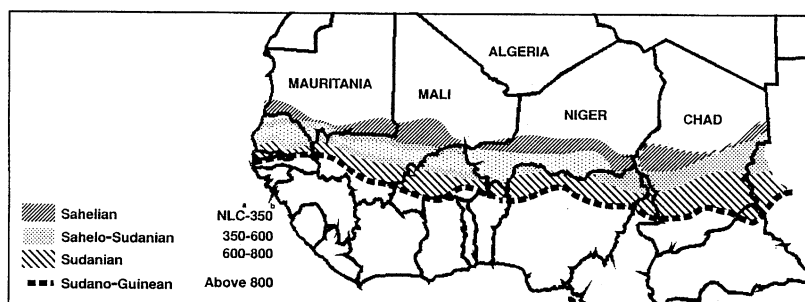 ALGERIA
MAURITANIA
MALI
NIGER
CHAD
Sahelian NLC-350
a b
Sahelo-Sudanian 350-600
Sudanian 600-800
Sudano-Guinean Above 800